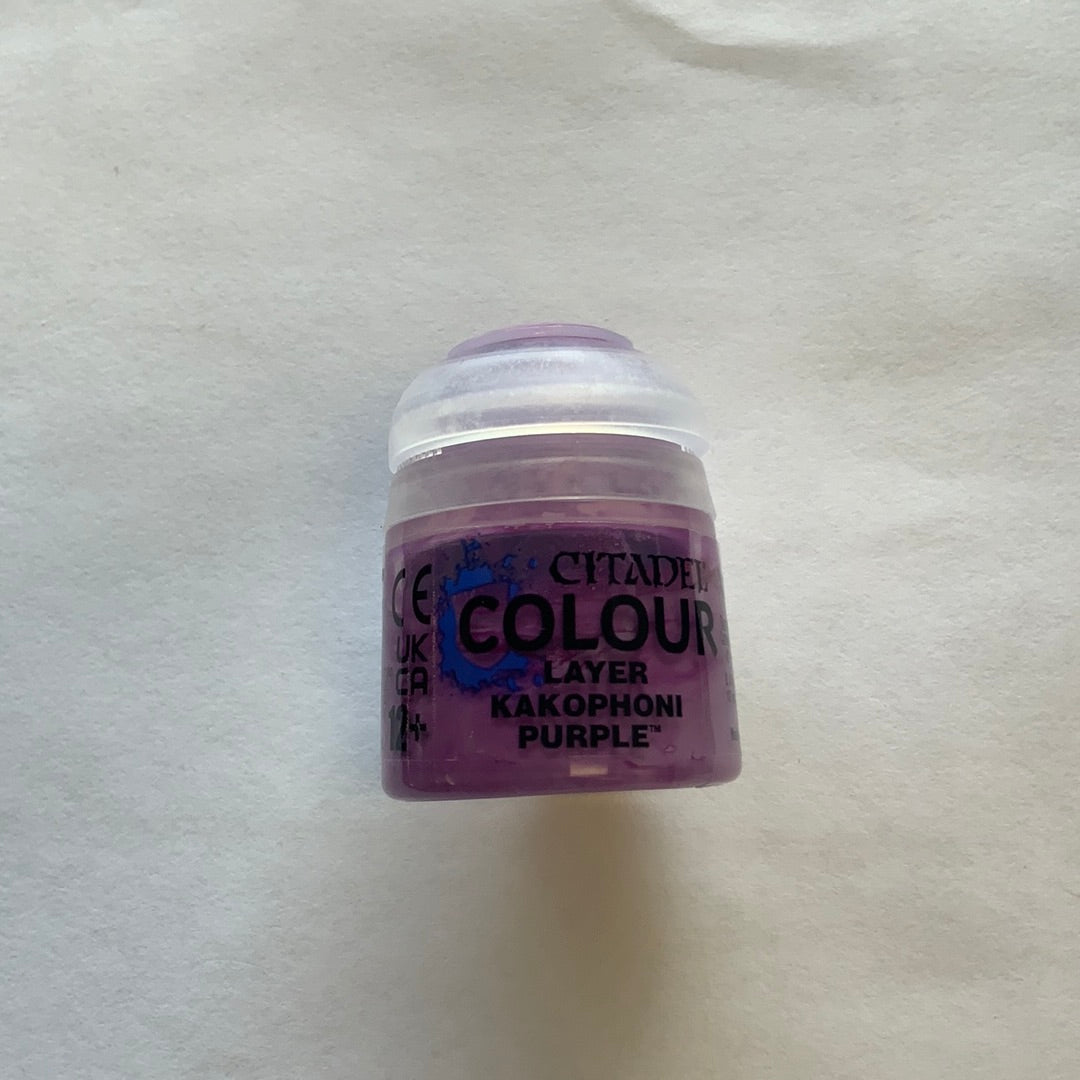 CITADEL
COLOUR
LAYER
KAKOPHONI
PURPLE™
CE
UK
CA
12+